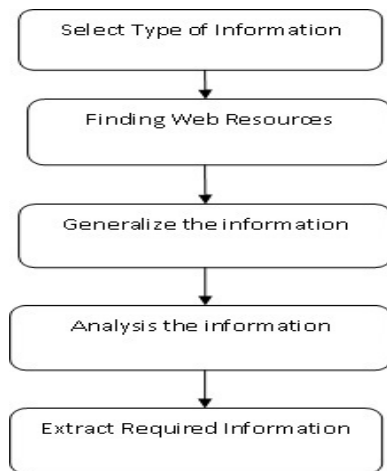 Select Type of Information
Finding Web Resources
Generalize the information
Analysis the information
Extract Required Information